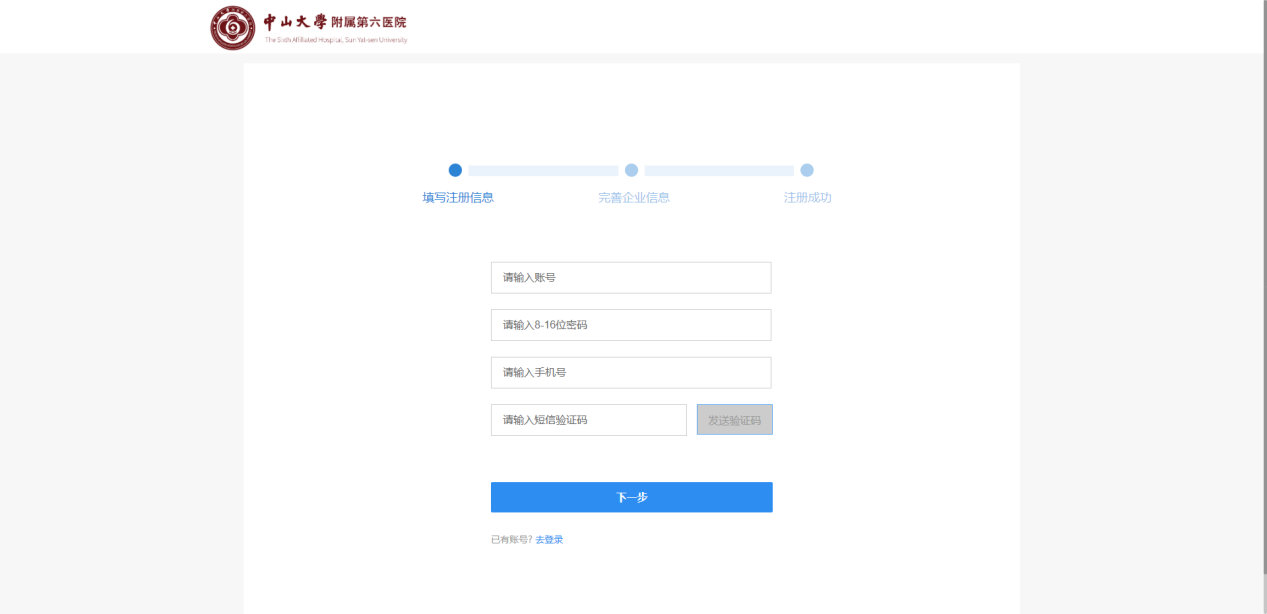 中山大學附属第六医院
The Sixth Affiliated Hospital, Sun Yat-sen University
填写注册信息 完善企业信息 注册成功
请输入账号
请输入8-16位密码
请输入手机号
请输入短信验证码 发送验证码
下一步
已有账号? 去登录